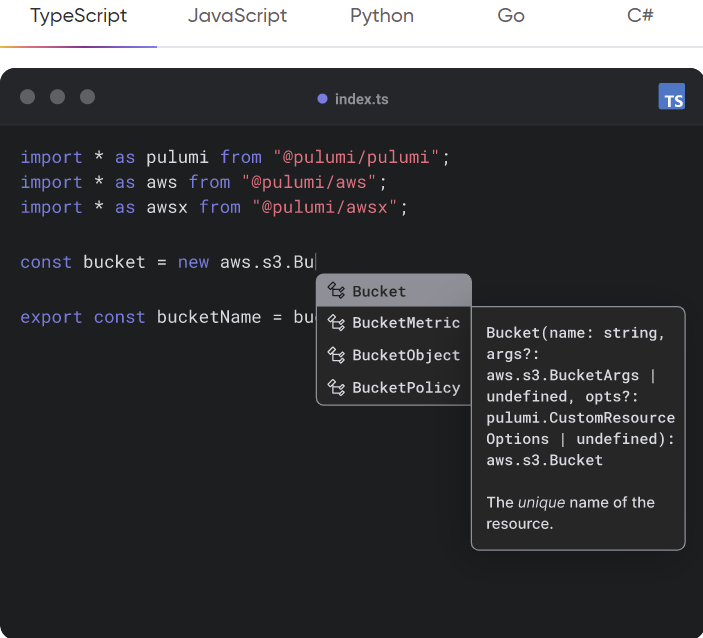 TypeScript JavaScript Python Go C#
index.ts
TS
import * as pulumi from "@pulumi/pulumi";
import * as aws from "@pulumi/aws";
import * as awsx from "@pulumi/awsx";
const bucket = new aws.s3.Bu
export const bucketName = bu
Bucket
BucketMetric
BucketObject
BucketPolicy
Bucket(name: string,
args?:
aws.s3.BucketArgs |
undefined, opts?:
pulumi.CustomResource
Options | undefined):
aws.s3.Bucket
The unique name of the
resource.